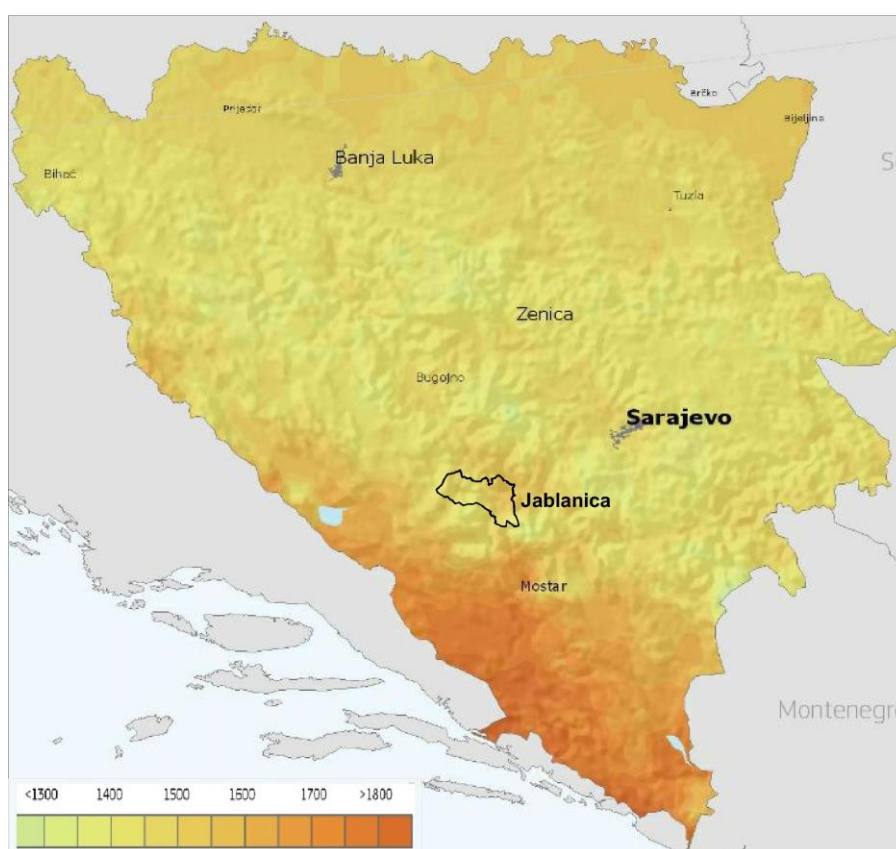 Brčko
Prijedor
Bijeljina
Banja Luka
S
Bihać
Tuzla
Zenica
Bugojno
Sarajevo
Jablanica
Mostar
Montenegro
<1300 1400 1500 1600 1700 >1800